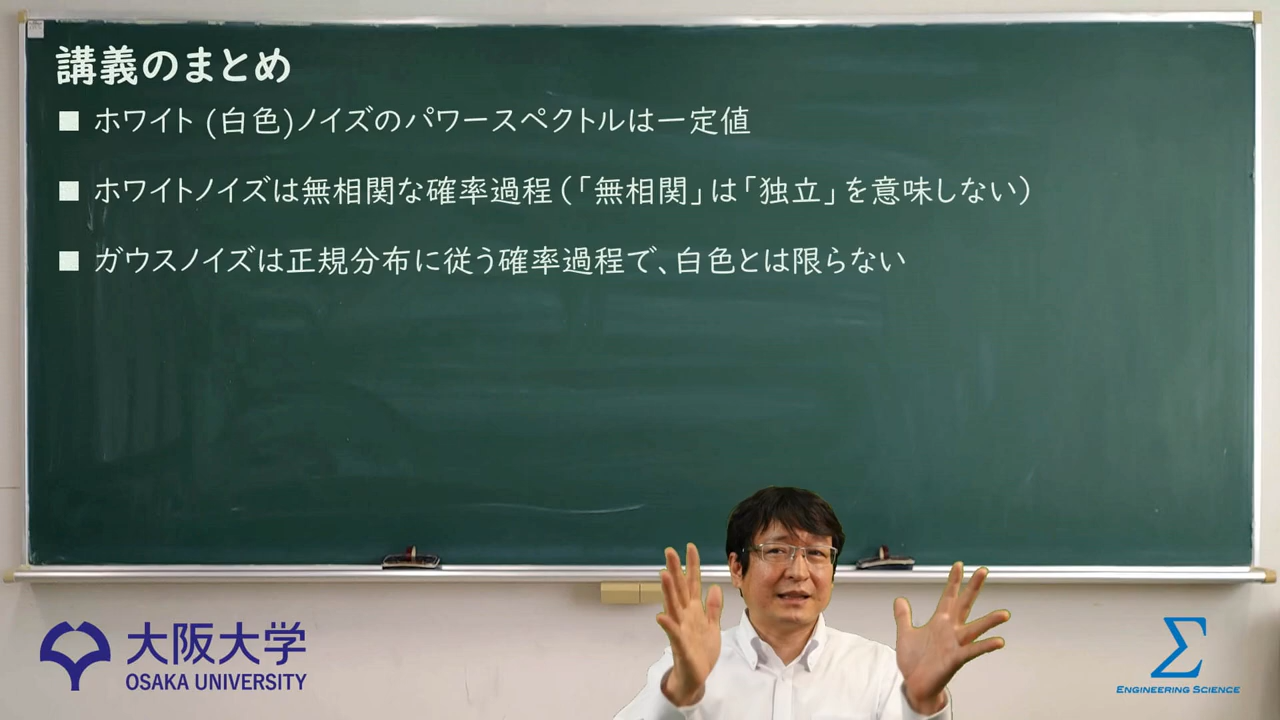 講義のまとめ
■ ホワイト (白色)ノイズのパワースペクトルは一定値
■ ホワイトノイズは無相関な確率過程（「無相関」は「独立」を意味しない）
■ ガウスノイズは正規分布に従う確率過程で、白色とは限らない
大阪大学
OSAKA UNIVERSITY
Σ
ENGINEERING SCIENCE